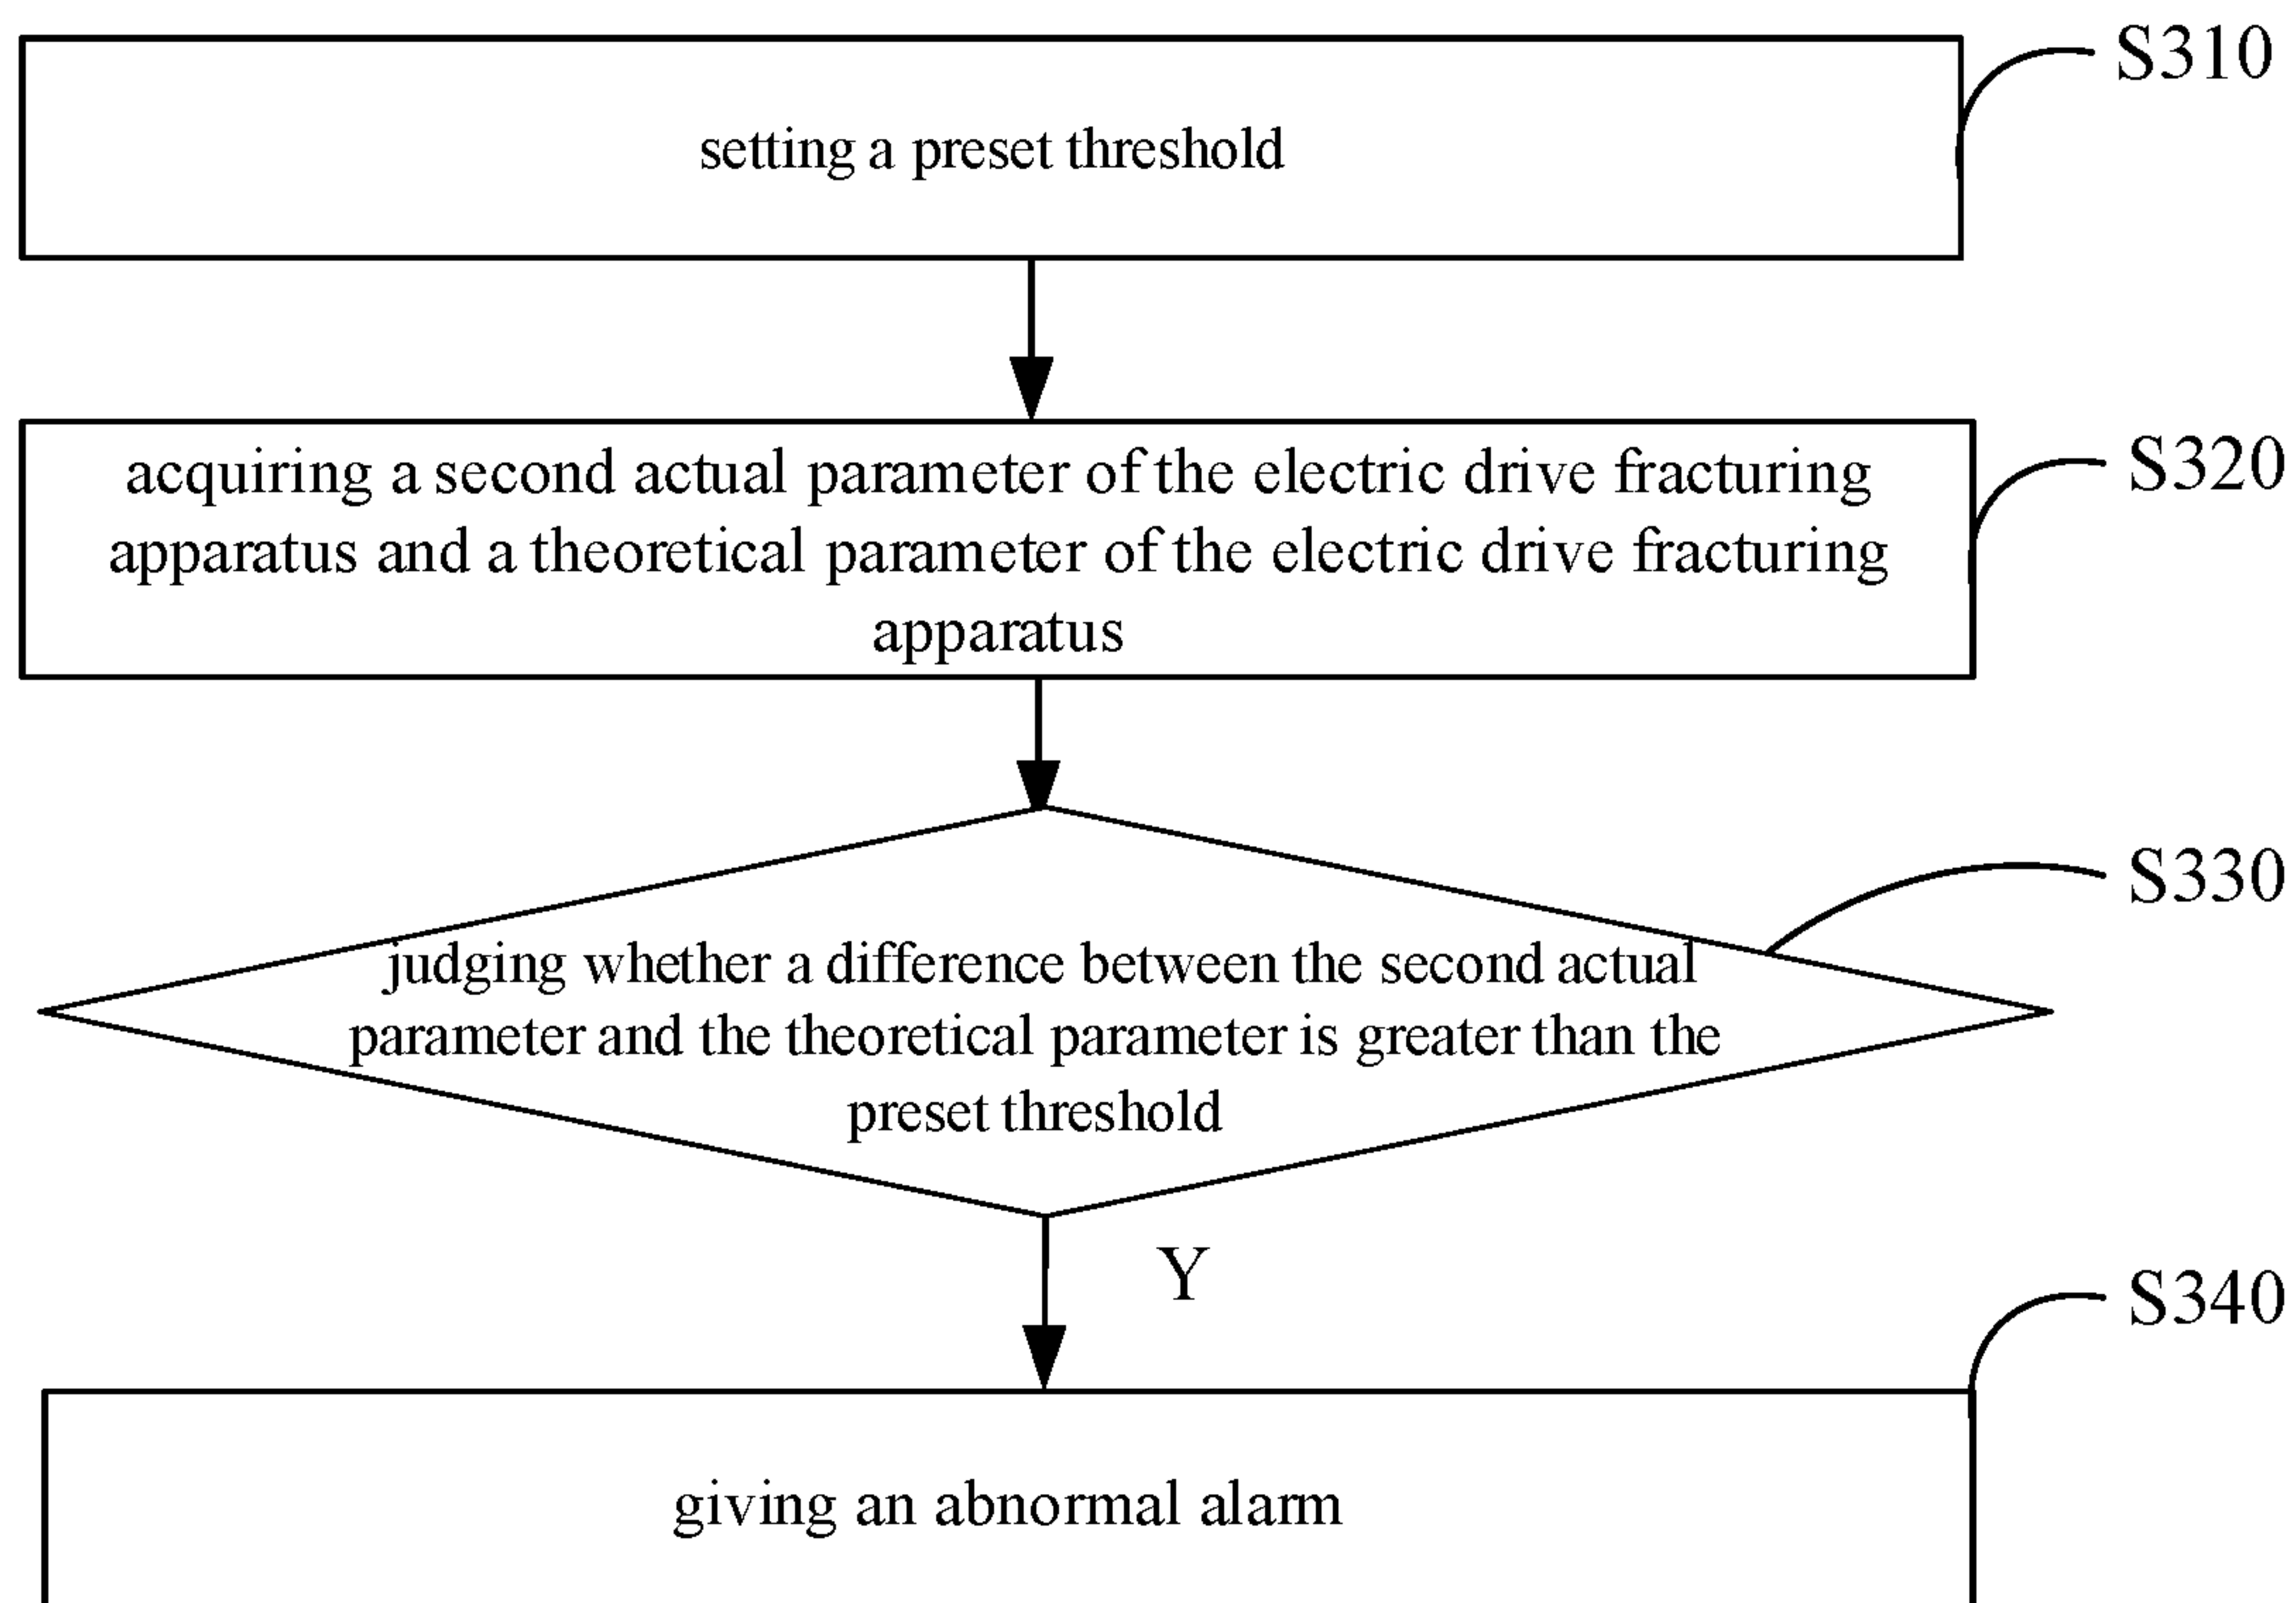 S310
setting a preset threshold
S320
acquiring a second actual parameter of the electric drive fracturing
apparatus and a theoretical parameter of the electric drive fracturing
apparatus
S330
judging whether a difference between the second actual
parameter and the theoretical parameter is greater than the
preset threshold
Y
S340
giving an abnormal alarm